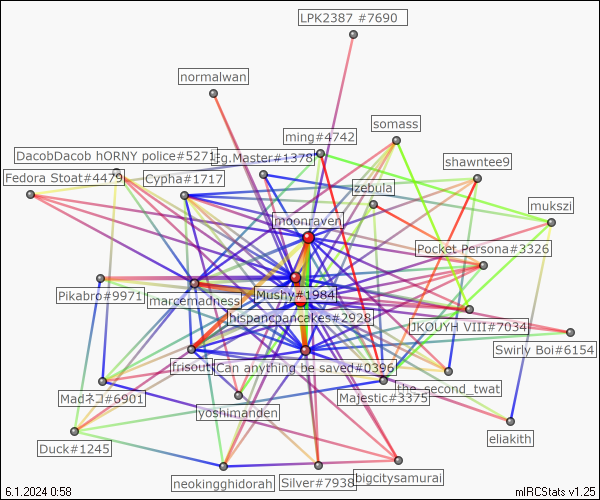 LPK2387 #7690
normalwan
somass
ming#4742
DacobDacob hORNY police#5271
Eg.Master#1378
shawntee9
Fedora Stoat#4479
Cypha#1717
zebula
mukszi
moonraven
Pocket Persona#3326
Pikabro#9971
marcernadness
Mushy#1984
hispancpancakes#2928
JKOUYH VIII#7034
Swirly Boi#6154
frisout
Can anything be saved#0396
the_second_twat
Madネコ#6901
Majestic#3375
yoshimanden
eliakith
Duck#1245
neokingghidorah
Silver#7938
bigcitysamurai
6.1.2024 0:58
mIRCStats v1.25